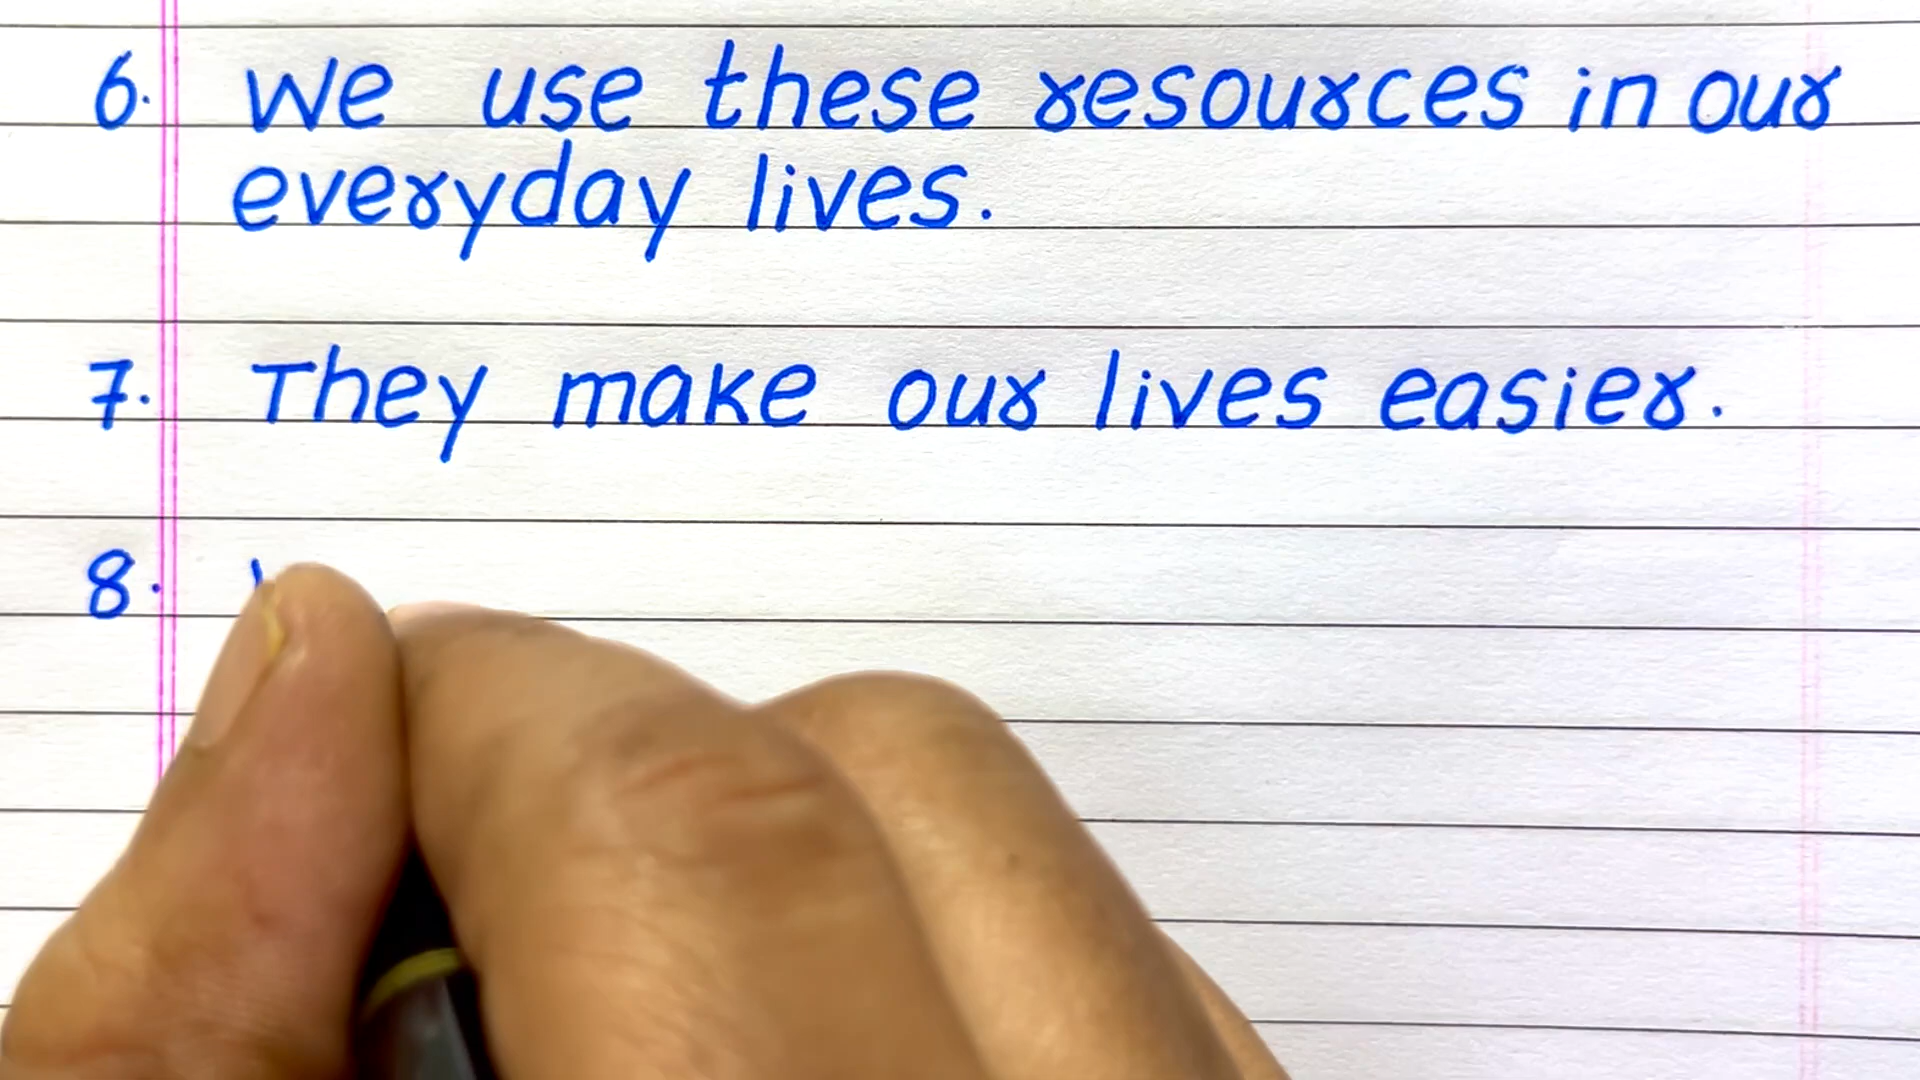 6. We use these resources in our
everyday lives.
7. They make our lives easier.
8.